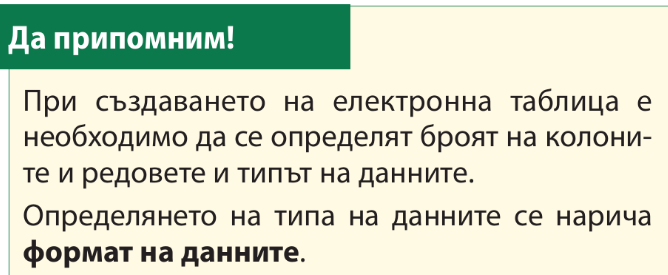 Да припомним!
При създаването на електронна таблица е
необходимо да се определят броят на колони-
те и редовете и типът на данните.
Определянето на типа на данните се нарича
формат на данните.